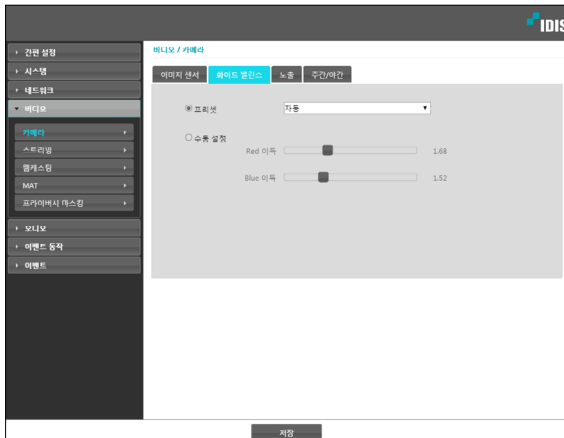 IDIS
간편 설정
시스템
네트워크
비디오
카메라
스트리밍
웹캐스팅
MAT
프라이버시 마스킹
오디오
이벤트 동작
이벤트
비디오 / 카메라
이미지 센서 화이트 밸런스 노출 주간/야간
프리셋 자동
수동 설정
Red 이득 1.68
Blue 이득 1.52
저장